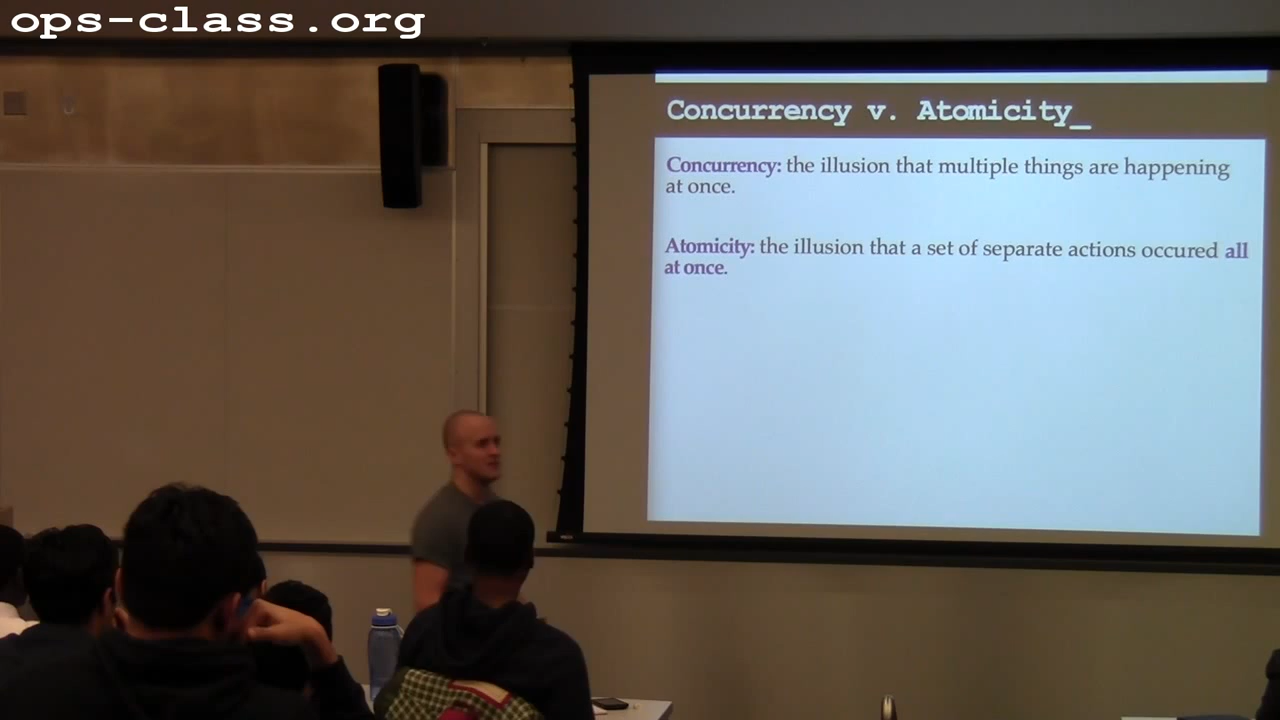 ops-class.org
Concurrency v. Atomicity_
Concurrency: the illusion that multiple things are happening
at once.
Atomicity: the illusion that a set of separate actions occured all
at once.